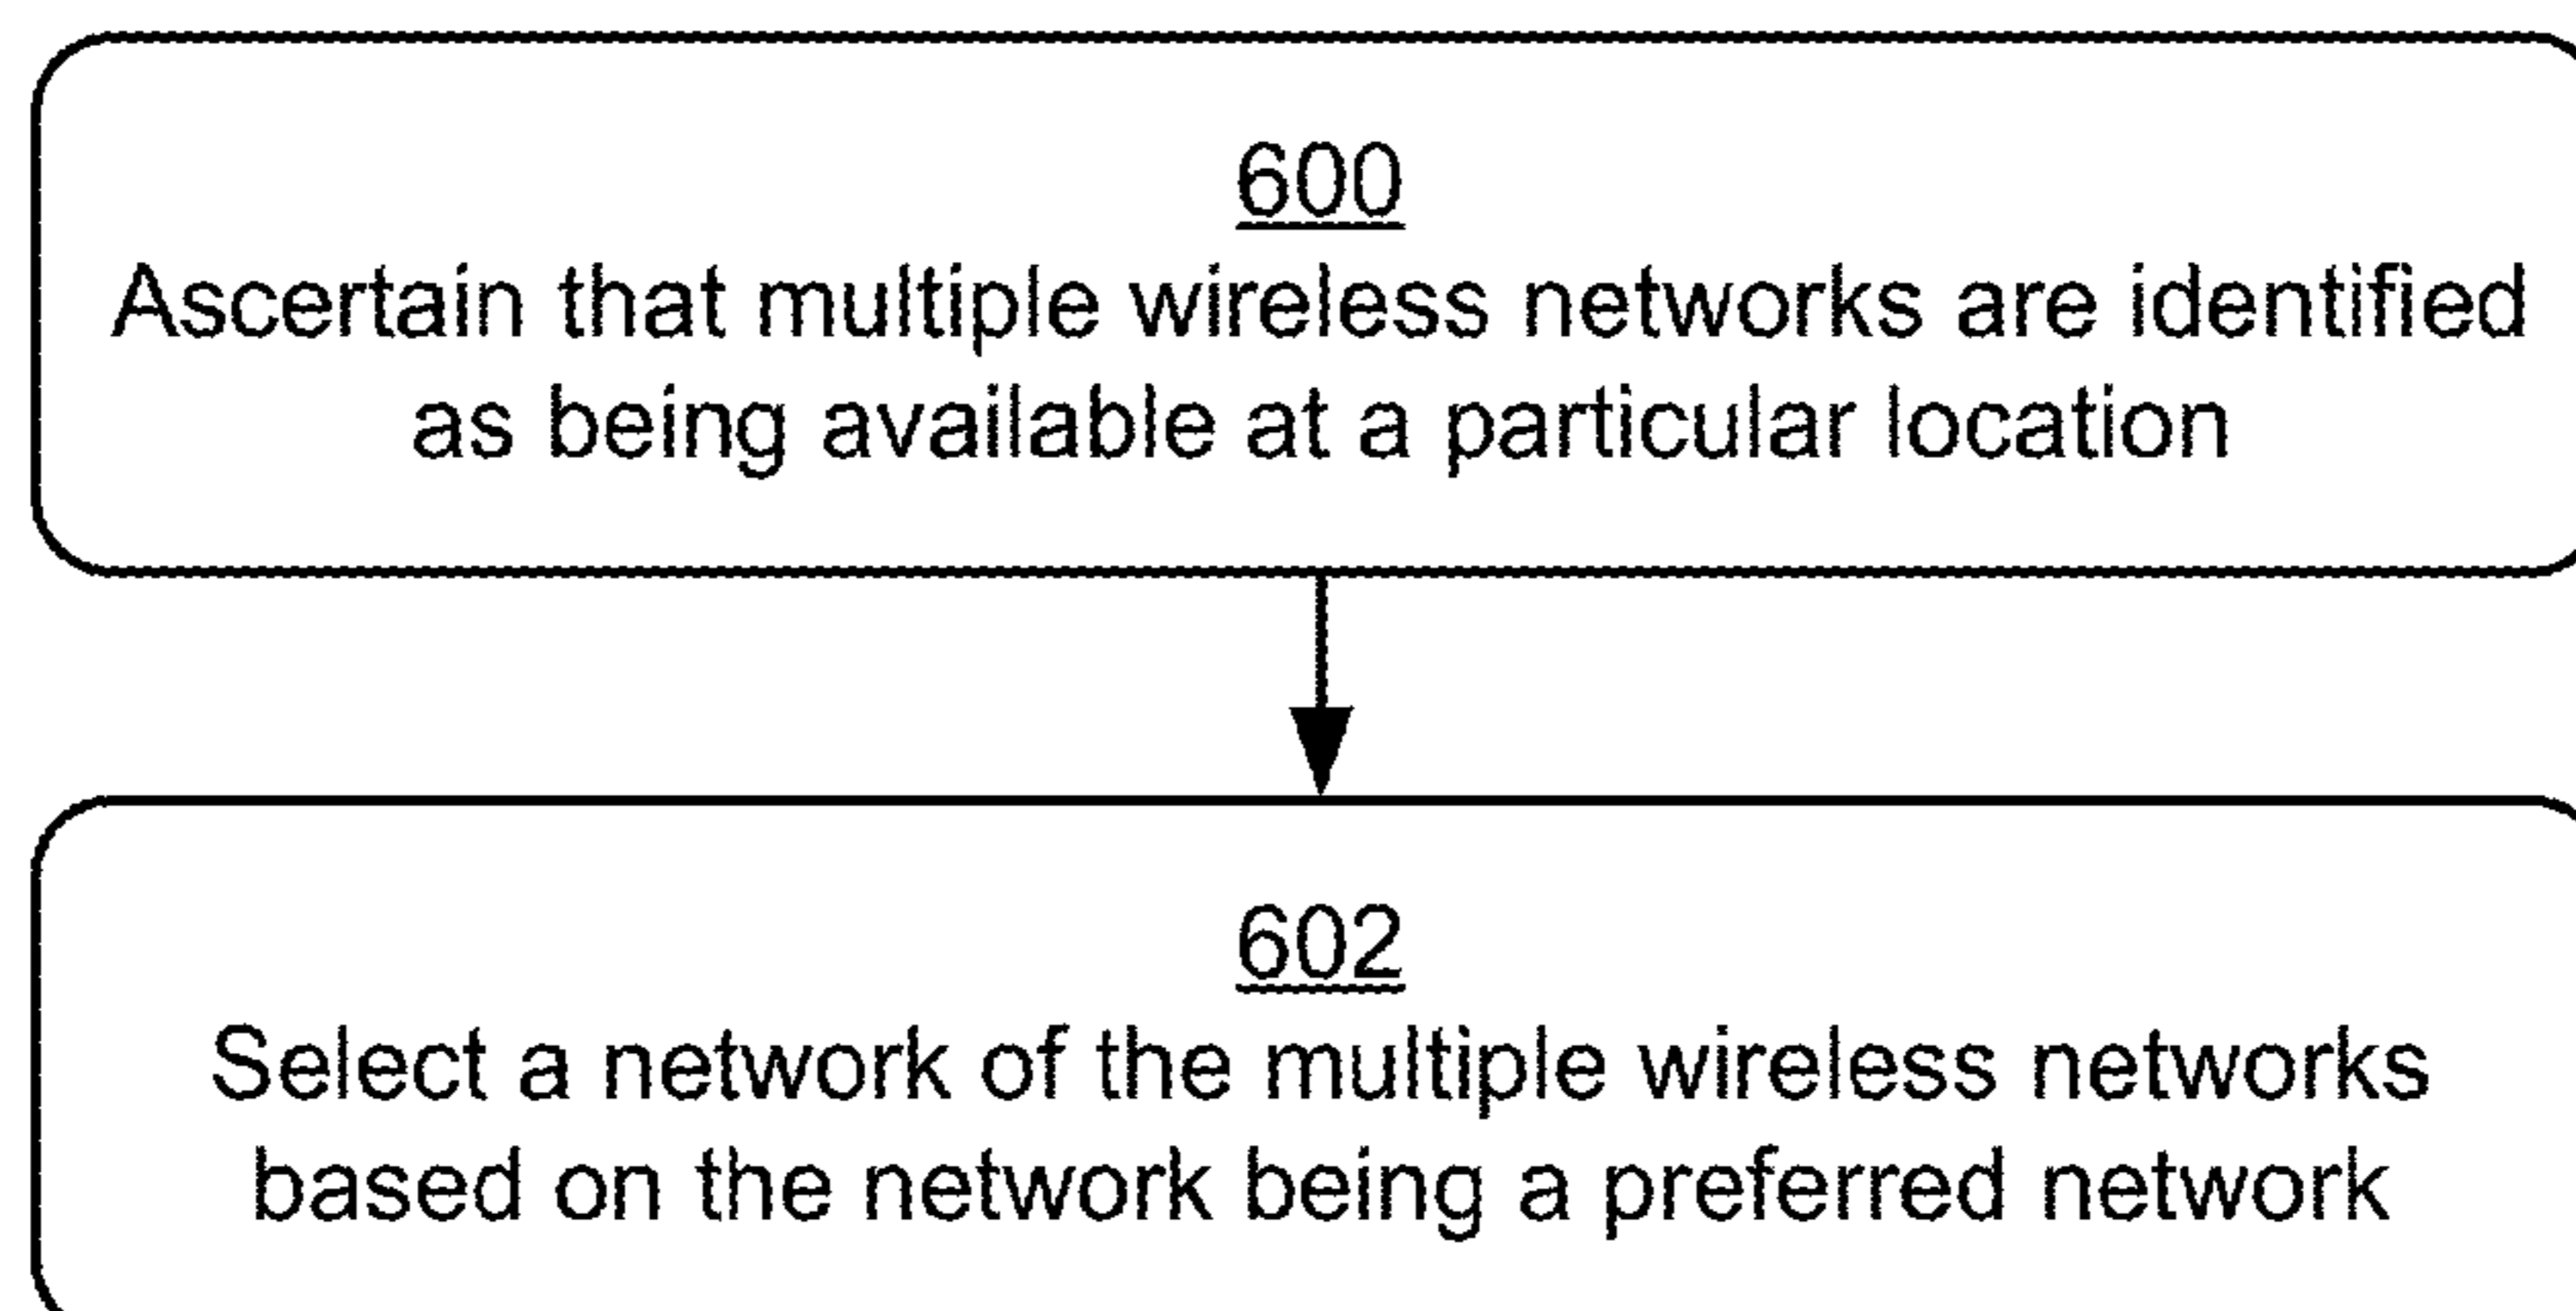 600
Ascertain that multiple wireless networks are identified
as being available at a particular location
602
Select a network of the multiple wireless networks
based on the network being a preferred network